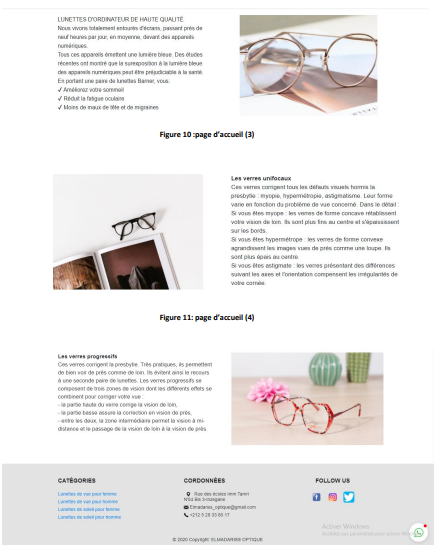 LUNETTES D'ORDINATEUR DE HAUTE QUALITÉ
Nous vivons totalement entourés d'écrans, passant près de
neuf heures par jour, en moyenne, devant des appareils
numériques.
Tous ces appareils émettent une lumière bleue. Des études
récentes ont montré que la surexposition à la lumière bleue
des appareils numériques peut être préjudicable à la santé.
En portant une paire de lunettes Barner, vous:
✓ Améliorez votre sommeil
✓ Réduit la fatigue oculaire
✓ Moins de maux de tête et de migraines
Figure 10 :page d'accueil (3)
Les verres unifocaux
Ces verres corrigent tous les défauts visuels hormis la
presbytie : myopie, hypermétropie, astigmatisme. Leur forme
varie en fonction du problème de vue concerné. Dans le détail :
Si vous êtes myope : les verres de forme concave rétablissent
votre vision de loin. Ils sont plus fins au centre et s'épaississent
sur les bords.
Si vous êtes hypermétrope : les verres de forme convexe
agrandissent les images vues de près comme une loupe. Ils
sont plus épais au centre.
Si vous êtes astigmate : les verres présentant des différences
suivant les axes et l'orientation compensent les irrégularités de
votre cornée.
Figure 11: page d'accueil (4)
Les verres progressifs
Ces verres corrigent la presbytie. Très pratiques, ils permettent
de bien voir de près comme de loin. Ils évitent ainsi le recours
à une seconde paire de lunettes. Les verres progressifs se
composent de trois zones de vision dont les différents effets se
combinent pour corriger votre vue :
- la partie haute du verre corrige la vision de loin,
- la partie basse assure la correction en vision de près,
- entre les deux, la zone intermédiaire permet la vision à mi-
distance et le passage de la vision de loin à la vision de près.
CATÉGORIES
Lunettes de vue pour femme
Lunettes de vue pour homme
Lunettes de soleil pour femme
Lunettes de soleil pour homme
CORDONNÉES
Rue des écoles Imm Tamri
N°04 Bis 3-inzegane
Elmadariss_optique@gmail.com
+212 5 28 33 65 17
FOLLOW US
Activer Windows
© 2020 Copyright: ELMADARISS OPTIQUE